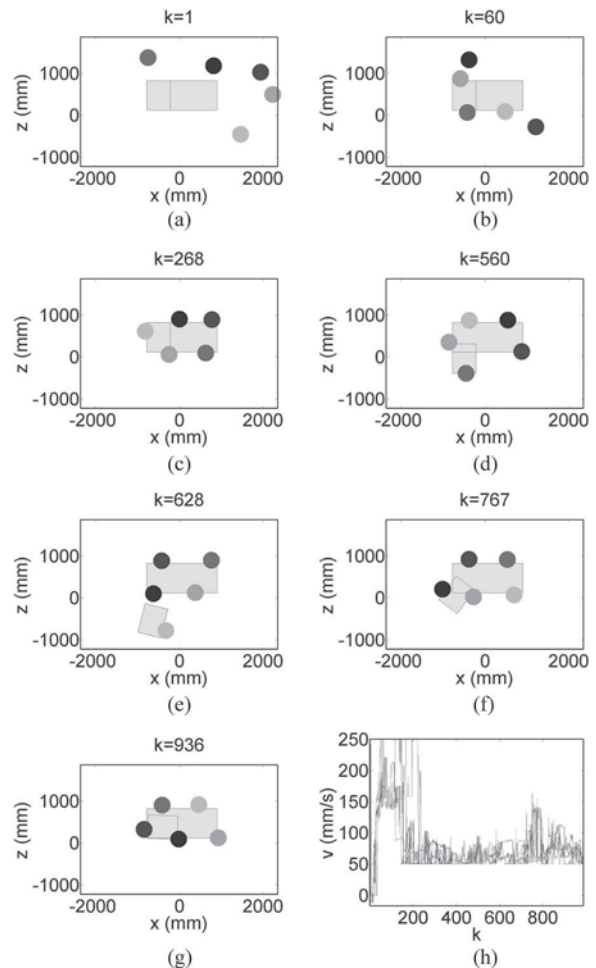 k=1
k=60
z (mm)
1000
0
-1000
-2000
0
2000
x (mm)
(a)
z (mm)
1000
0
-1000
-2000
0
2000
x (mm)
(b)
k=268
k=560
z (mm)
1000
0
-1000
-2000
0
2000
x (mm)
(c)
z (mm)
1000
0
-1000
-2000
0
2000
x (mm)
(d)
k=628
k=767
z (mm)
1000
0
-1000
-2000
0
2000
x (mm)
(e)
z (mm)
1000
0
-1000
-2000
0
2000
x (mm)
(f)
k=936
z (mm)
1000
0
-1000
-2000
0
2000
x (mm)
(g)
v (mm/s)
250
200
150
100
50
0
200
400
600
800
k
(h)